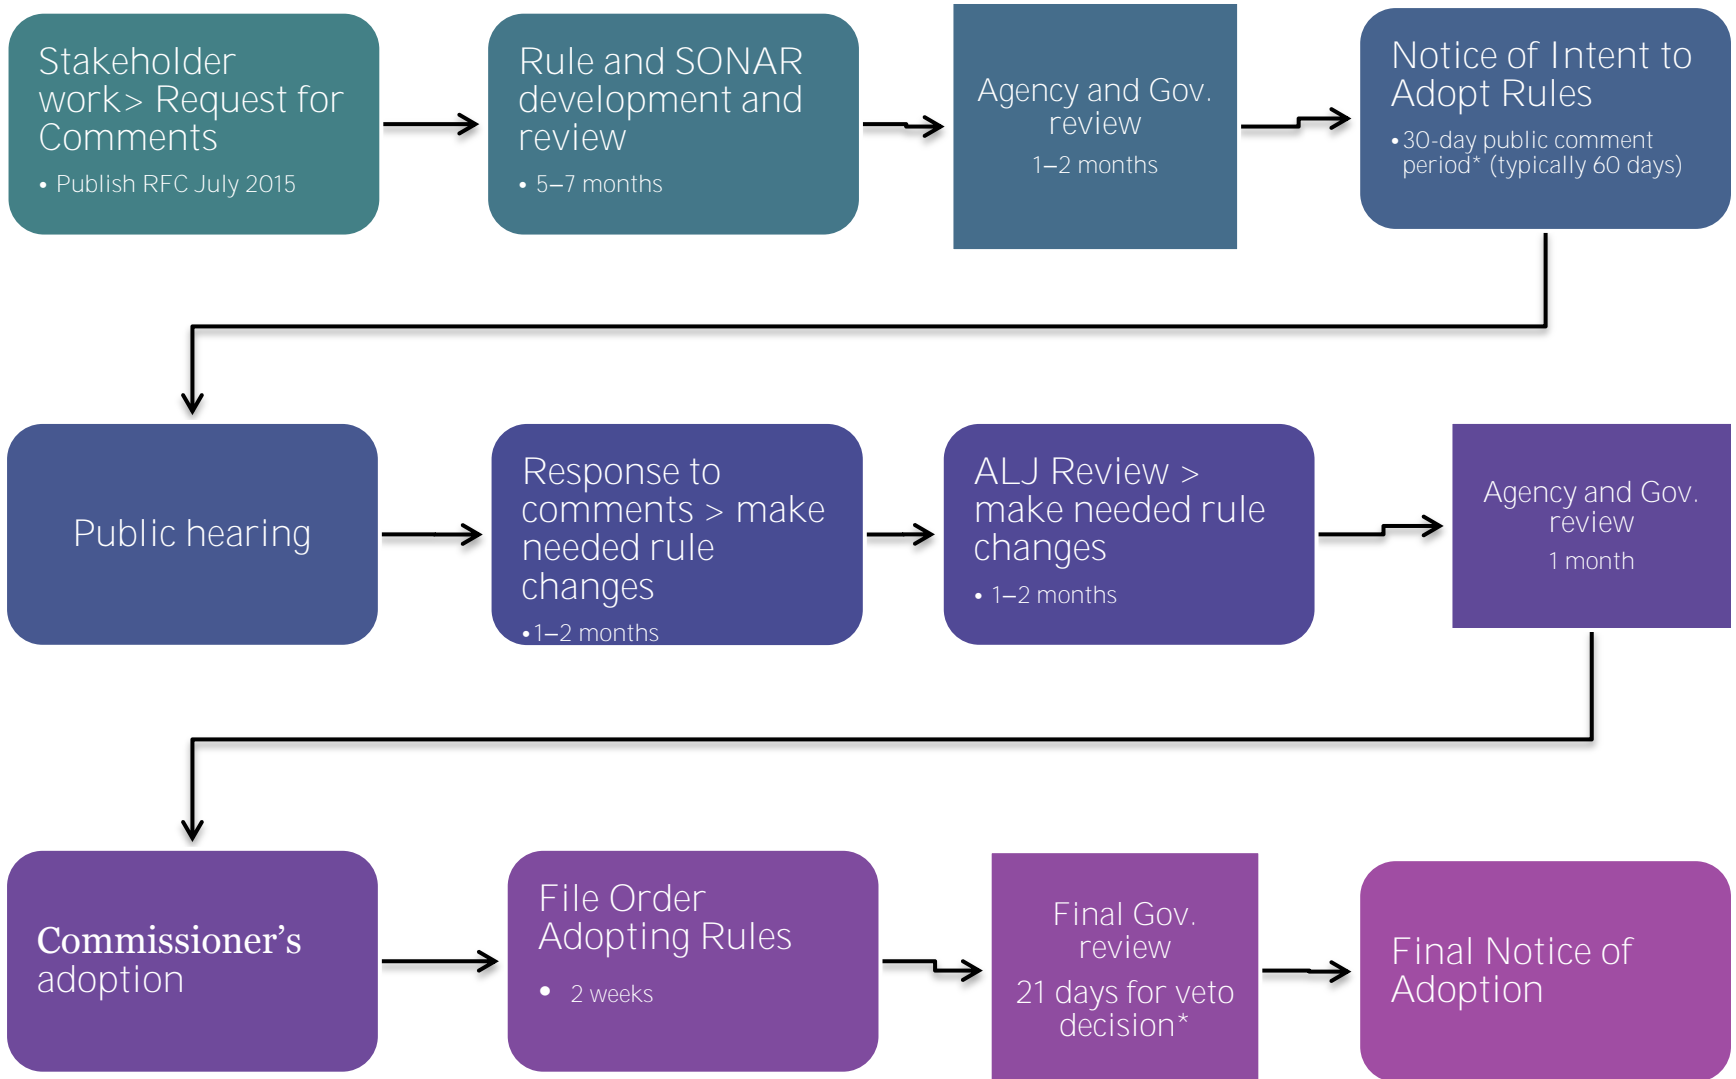 Stakeholder
work> Request for
Comments
• Publish RFC July 2015
Rule and SONAR
development and
review
• 5–7 months
Agency and Gov.
review
1–2 months
Notice of Intent to
Adopt Rules
•30-day public comment
period* (typically 60 days)
Public hearing
Response to
comments > make
needed rule
changes
•1–2 months
ALJ Review >
make needed rule
changes
• 1–2 months
Agency and Gov.
review
1 month
Commissioner’s
adoption
File Order
Adopting Rules
• 2 weeks
Final Gov.
review
21 days for veto
decision*
Final Notice of
Adoption